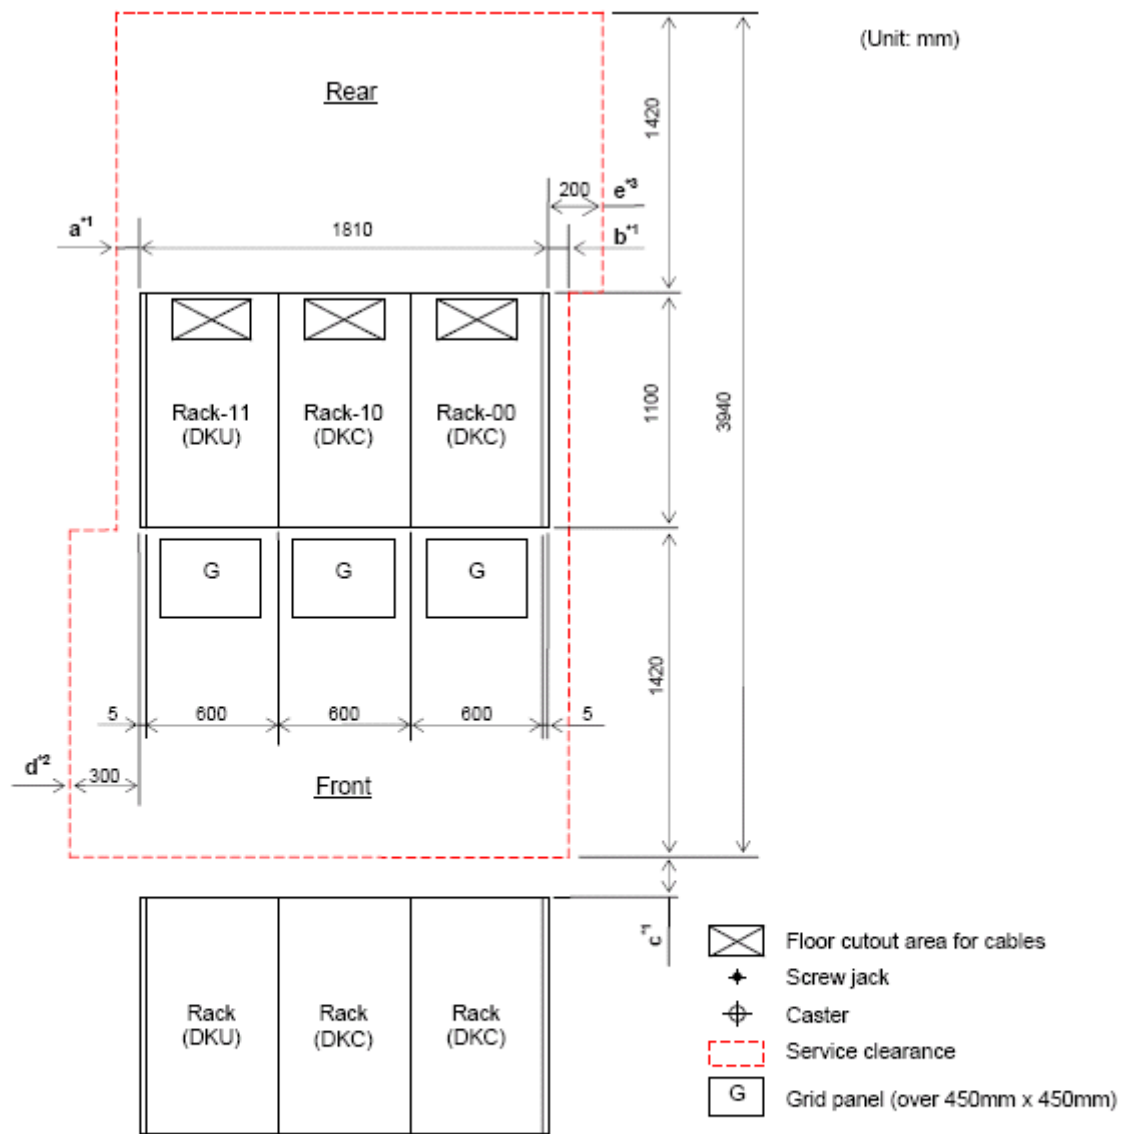 (Unit: mm)
Rear
1420
200
e*3
a*1
1810
b*1
Rack-11
(DKU)
Rack-10
(DKC)
Rack-00
(DKC)
1100
3940
G
G
G
1420
5
600
600
600
5
d*2
300
Front
c*1
Rack
(DKU)
Rack
(DKC)
Rack
(DKC)
Floor cutout area for cables
Screw jack
Caster
Service clearance
G
Grid panel (over 450mm x 450mm)